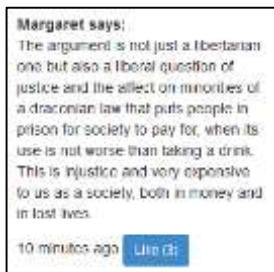 Margaret says:
The argument is not just a libertarian
one but also a liberal question of
justice and the affect on minorities of
a draconian law that puts people in
prison for society to pay for, when its
use is not worse than taking a drink.
This is injustice and very expensive
to us as a society, both in money and
in lost lives.
10 minutes ago Like (3)